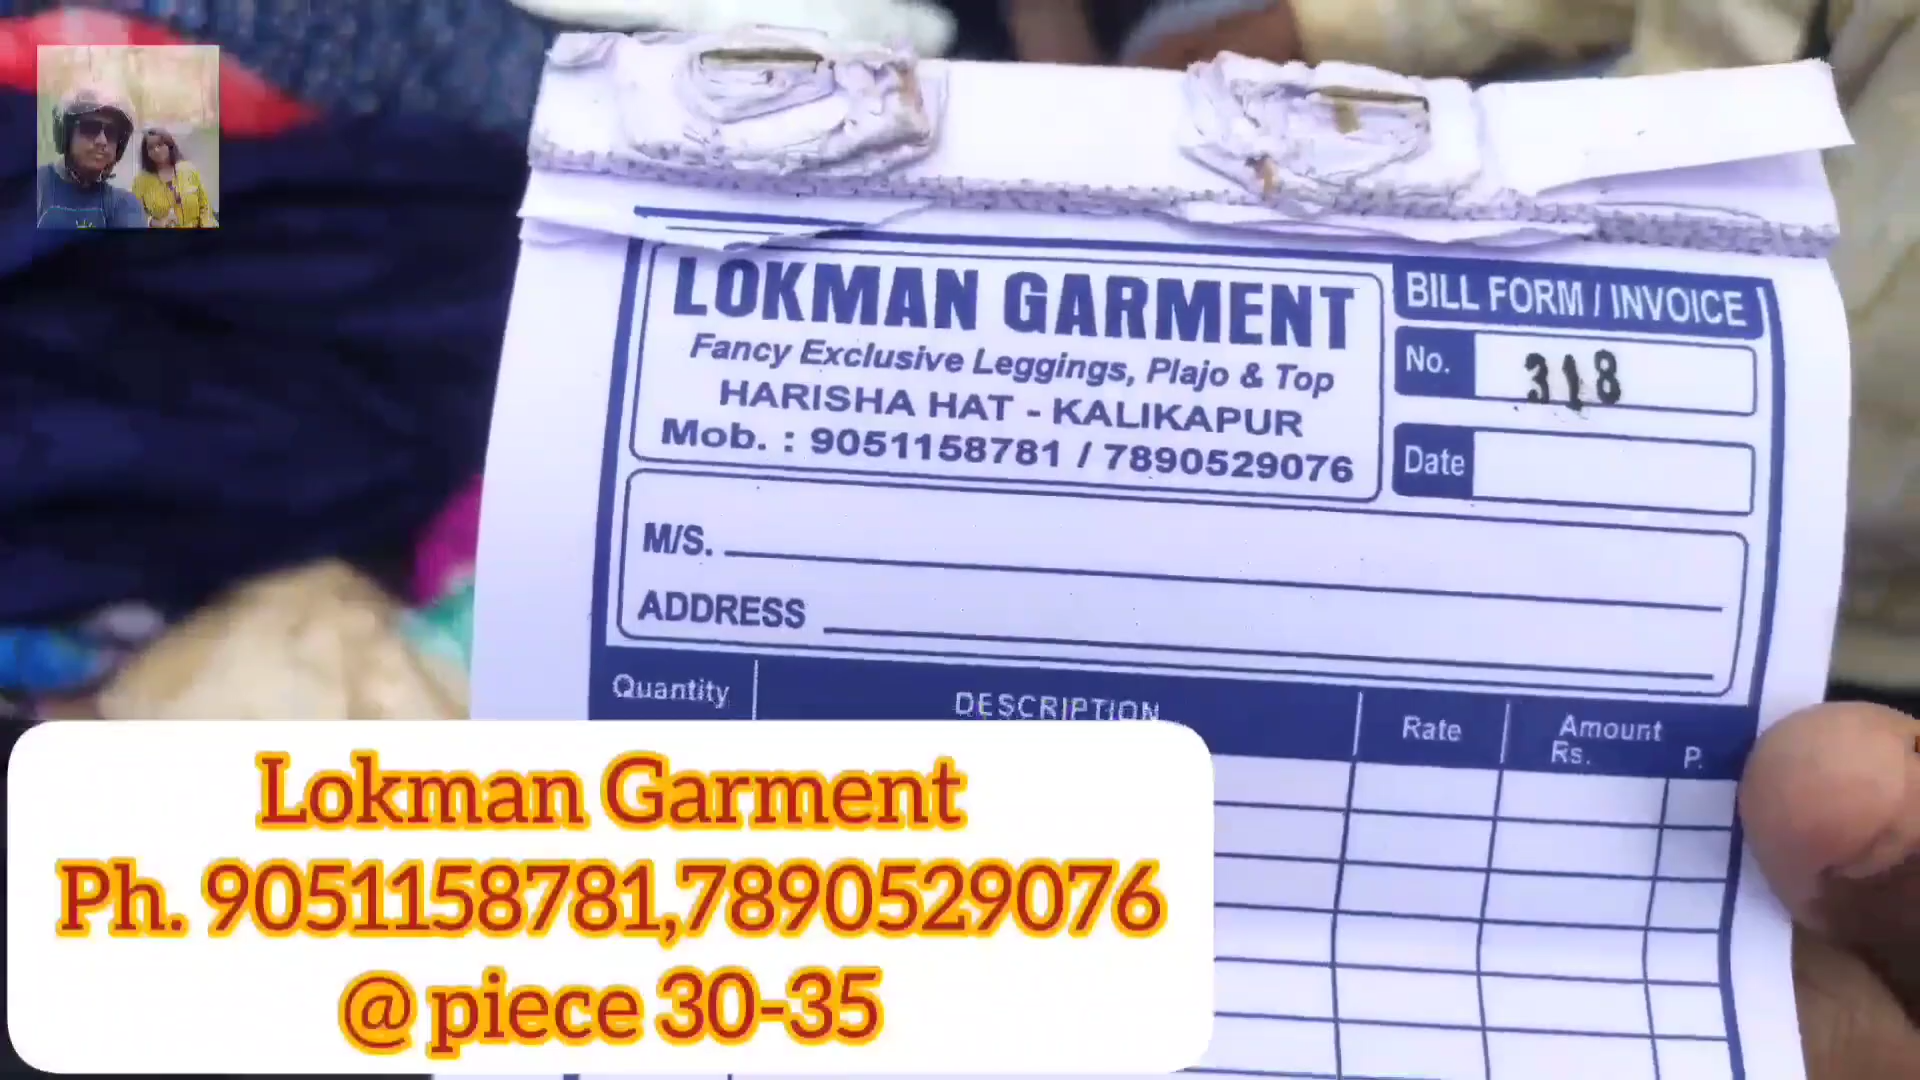 LOKMAN GARMENT
Fancy Exclusive Leggings, Plajo & Top
HARISHA HAT - KALIKAPUR
Mob. : 9051158781 / 7890529076
BILL FORM / INVOICE
No. 318
Date
M/S.
ADDRESS
Quantity DESCRIPTION Rate Amount
Rs. P.
Lokman Garment
Ph. 9051158781,7890529076
@ piece 30-35